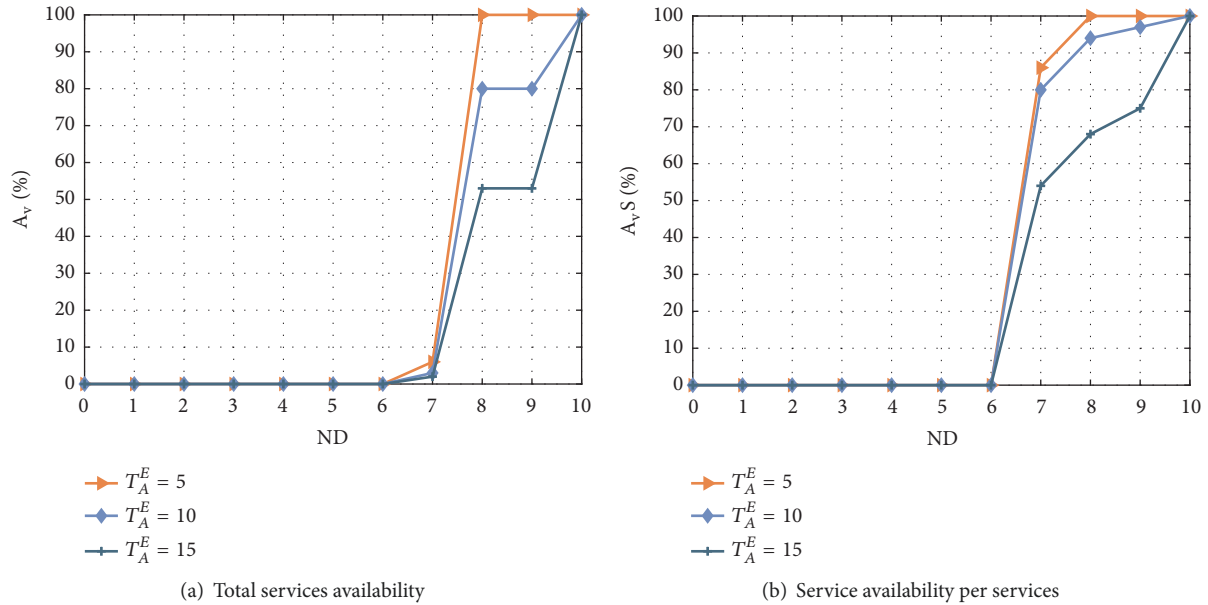 100
90
80
70
60
50
40
30
20
10
0
A_v (%)
0 1 2 3 4 5 6 7 8 9 10
ND
T_A^E = 5
T_A^E = 10
T_A^E = 15
(a) Total services availability
100
90
80
70
60
50
40
30
20
10
0
A_v S (%)
0 1 2 3 4 5 6 7 8 9 10
ND
T_A^E = 5
T_A^E = 10
T_A^E = 15
(b) Service availability per services